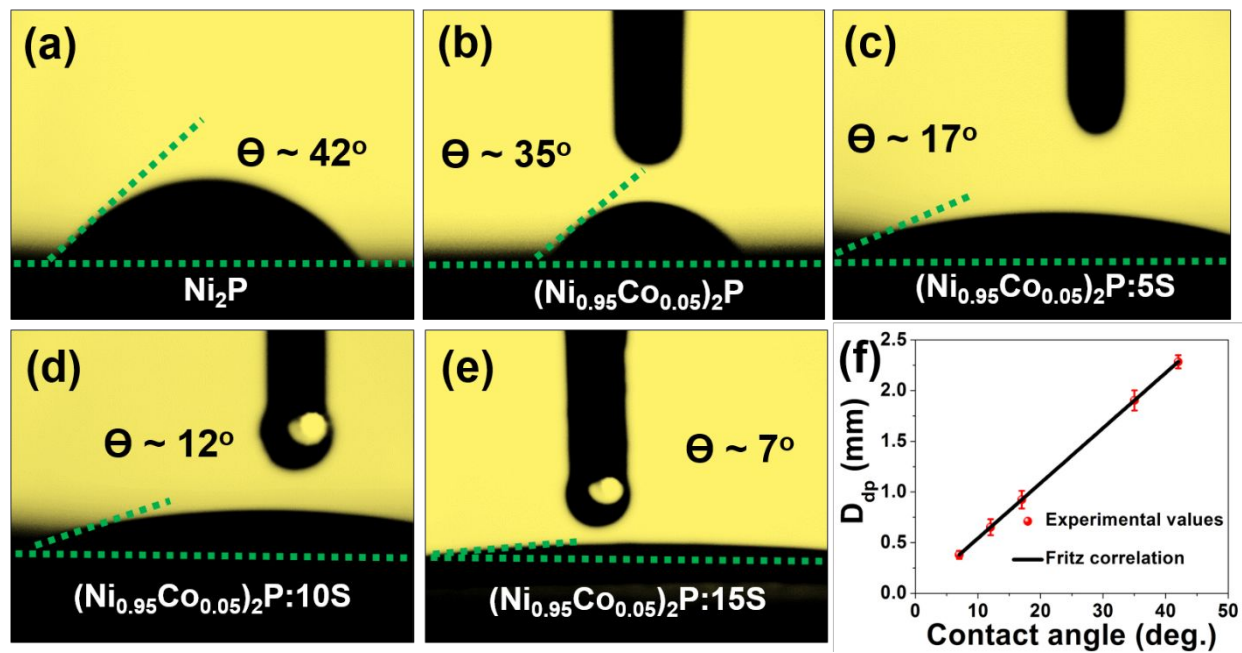 (a)
Ɵ ~ 42°
Ni₂P
(b)
Ɵ ~ 35°
(Ni₀.₉₅Co₀.₀₅)₂P
(c)
Ɵ ~ 17°
(Ni₀.₉₅Co₀.₀₅)₂P:5S
(d)
Ɵ ~ 12°
(Ni₀.₉₅Co₀.₀₅)₂P:10S
(e)
Ɵ ~ 7°
(Ni₀.₉₅Co₀.₀₅)₂P:15S
(f)
D_dp (mm)
2.5
2.0
1.5
1.0
0.5
0.0
Experimental values
Fritz correlation
0 10 20 30 40 50
Contact angle (deg.)